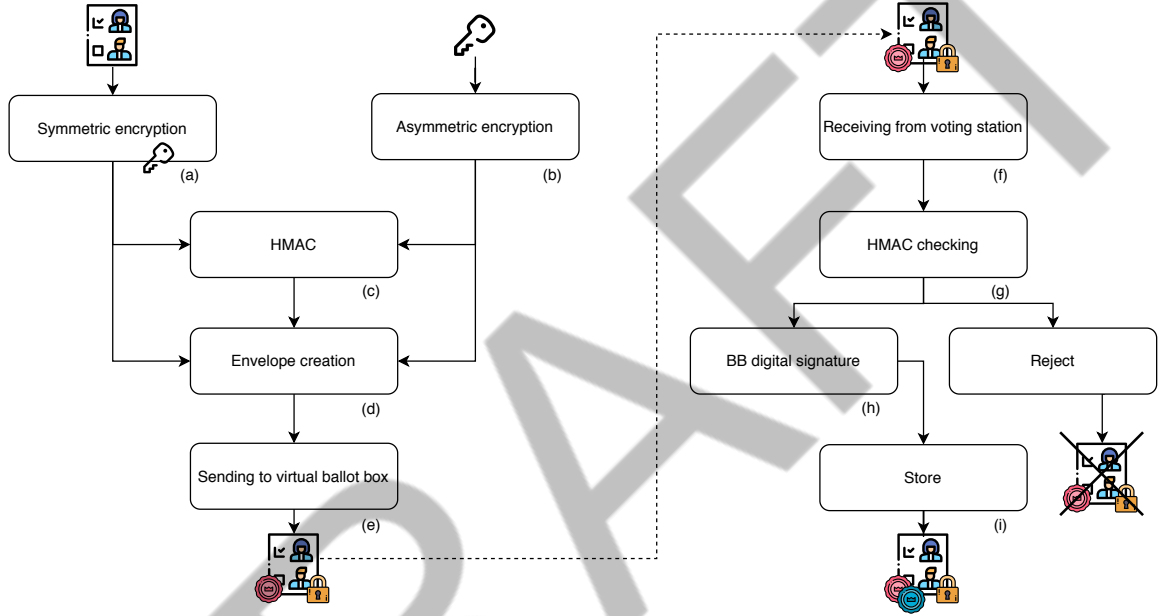 Symmetric encryption
(a)
Asymmetric encryption
(b)
HMAC
(c)
Envelope creation
(d)
Sending to virtual ballot box
(e)
Receiving from voting station
(f)
HMAC checking
(g)
BB digital signature
(h)
Reject
Store
(i)
DRAFT